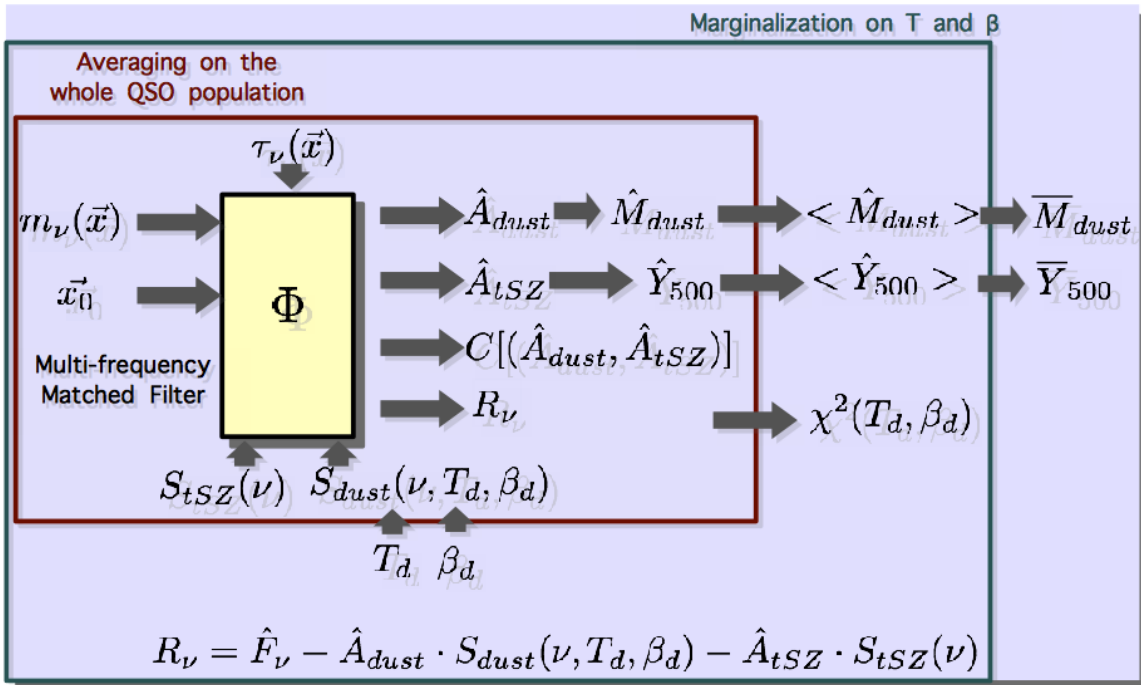 Marginalization on T and β
Averaging on the
whole QSO population
τ_ν(x⃗)
m_ν(x⃗) Â_dust M̂_dust < M̂_dust > M̅_dust
x⃗_0 Φ Â_tSZ Ŷ_500 < Ŷ_500 > Y̅_500
C[(Â_dust, Â_tSZ)]
Multi-frequency
Matched Filter
R_ν χ²(T_d, β_d)
S_tSZ(ν) S_dust(ν, T_d, β_d)
T_d β_d
R_ν = F̂_ν − Â_dust · S_dust(ν, T_d, β_d) − Â_tSZ · S_tSZ(ν)